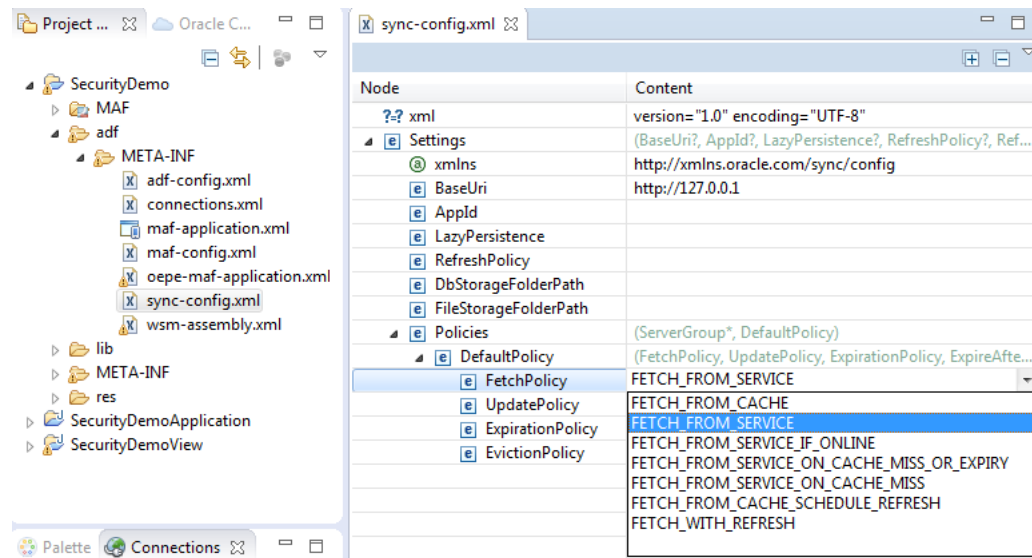 Project ...
Oracle C...
SecurityDemo
MAF
adf
META-INF
adf-config.xml
connections.xml
maf-application.xml
maf-config.xml
oepe-maf-application.xml
sync-config.xml
wsm-assembly.xml
lib
META-INF
res
SecurityDemoApplication
SecurityDemoView
Palette
Connections
sync-config.xml
Node Content
?=? xml version="1.0" encoding="UTF-8"
Settings (BaseUri?, AppId?, LazyPersistence?, RefreshPolicy?, Ref...
xmlns http://xmlns.oracle.com/sync/config
BaseUri http://127.0.0.1
AppId
LazyPersistence
RefreshPolicy
DbStorageFolderPath
FileStorageFolderPath
Policies (ServerGroup*, DefaultPolicy)
DefaultPolicy (FetchPolicy, UpdatePolicy, ExpirationPolicy, ExpireAfte...
FetchPolicy FETCH_FROM_SERVICE
UpdatePolicy
ExpirationPolicy
EvictionPolicy
FETCH_FROM_CACHE
FETCH_FROM_SERVICE
FETCH_FROM_SERVICE_IF_ONLINE
FETCH_FROM_SERVICE_ON_CACHE_MISS_OR_EXPIRY
FETCH_FROM_SERVICE_ON_CACHE_MISS
FETCH_FROM_CACHE_SCHEDULE_REFRESH
FETCH_WITH_REFRESH